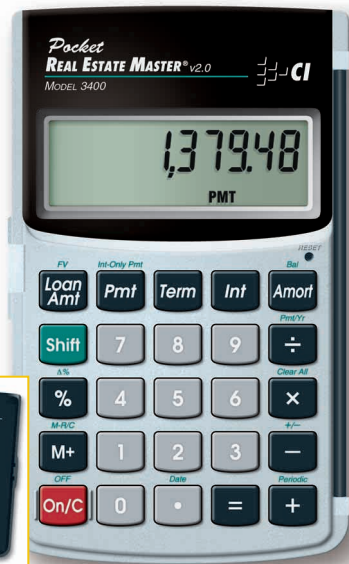 Pocket
REAL ESTATE MASTER® v2.0
MODEL 3400
CI
1,379.48
PMT
RESET
FV Int-Only Pmt Bal
Loan Amt Pmt Term Int Amort
Pmt/Yr
Shift 7 8 9 ÷
Δ% Clear All
% 4 5 6 ×
M-R/C +/−
M+ 1 2 3 −
OFF Date Periodic
On/C 0 • = +